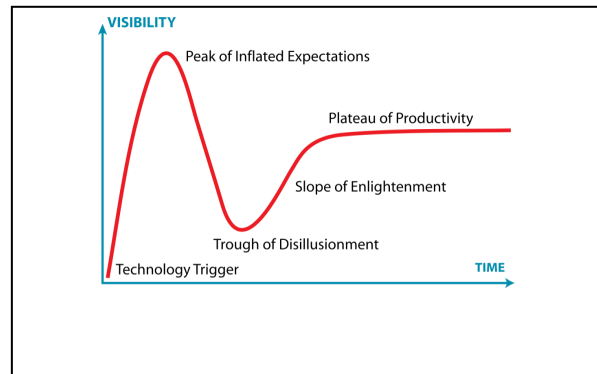 VISIBILITY
Peak of Inflated Expectations
Plateau of Productivity
Slope of Enlightenment
Trough of Disillusionment
Technology Trigger
TIME